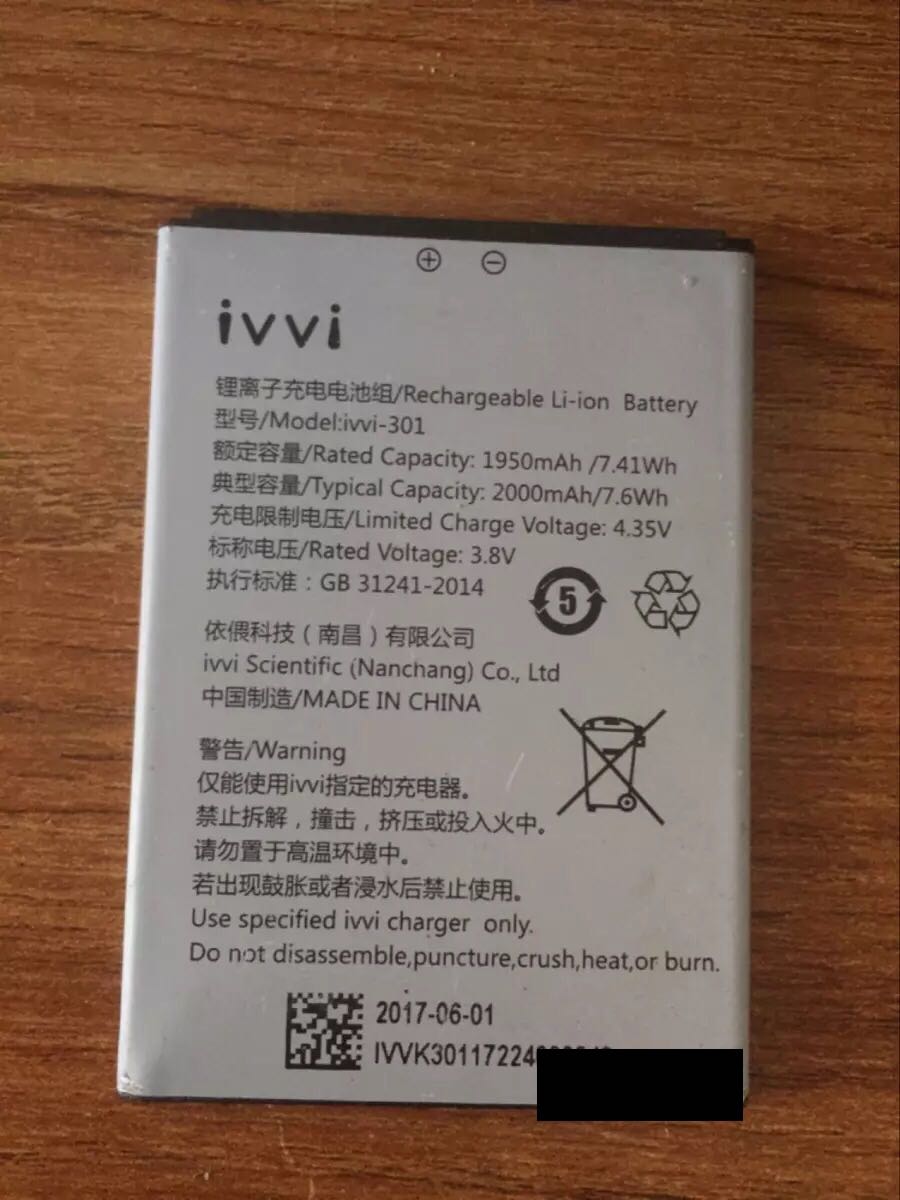 ivvi
锂离子充电电池组/Rechargeable Li-ion Battery
型号/Model:ivvi-301
额定容量/Rated Capacity: 1950mAh /7.41Wh
典型容量/Typical Capacity: 2000mAh/7.6Wh
充电限制电压/Limited Charge Voltage: 4.35V
标称电压/Rated Voltage: 3.8V
执行标准：GB 31241-2014
5
依偎科技（南昌）有限公司
ivvi Scientific (Nanchang) Co., Ltd
中国制造/MADE IN CHINA
警告/Warning
仅能使用ivvi指定的充电器。
禁止拆解，撞击，挤压或投入火中。
请勿置于高温环境中。
若出现鼓胀或者浸水后禁止使用。
Use specified ivvi charger only.
Do not disassemble,puncture,crush,heat,or burn.
2017-06-01